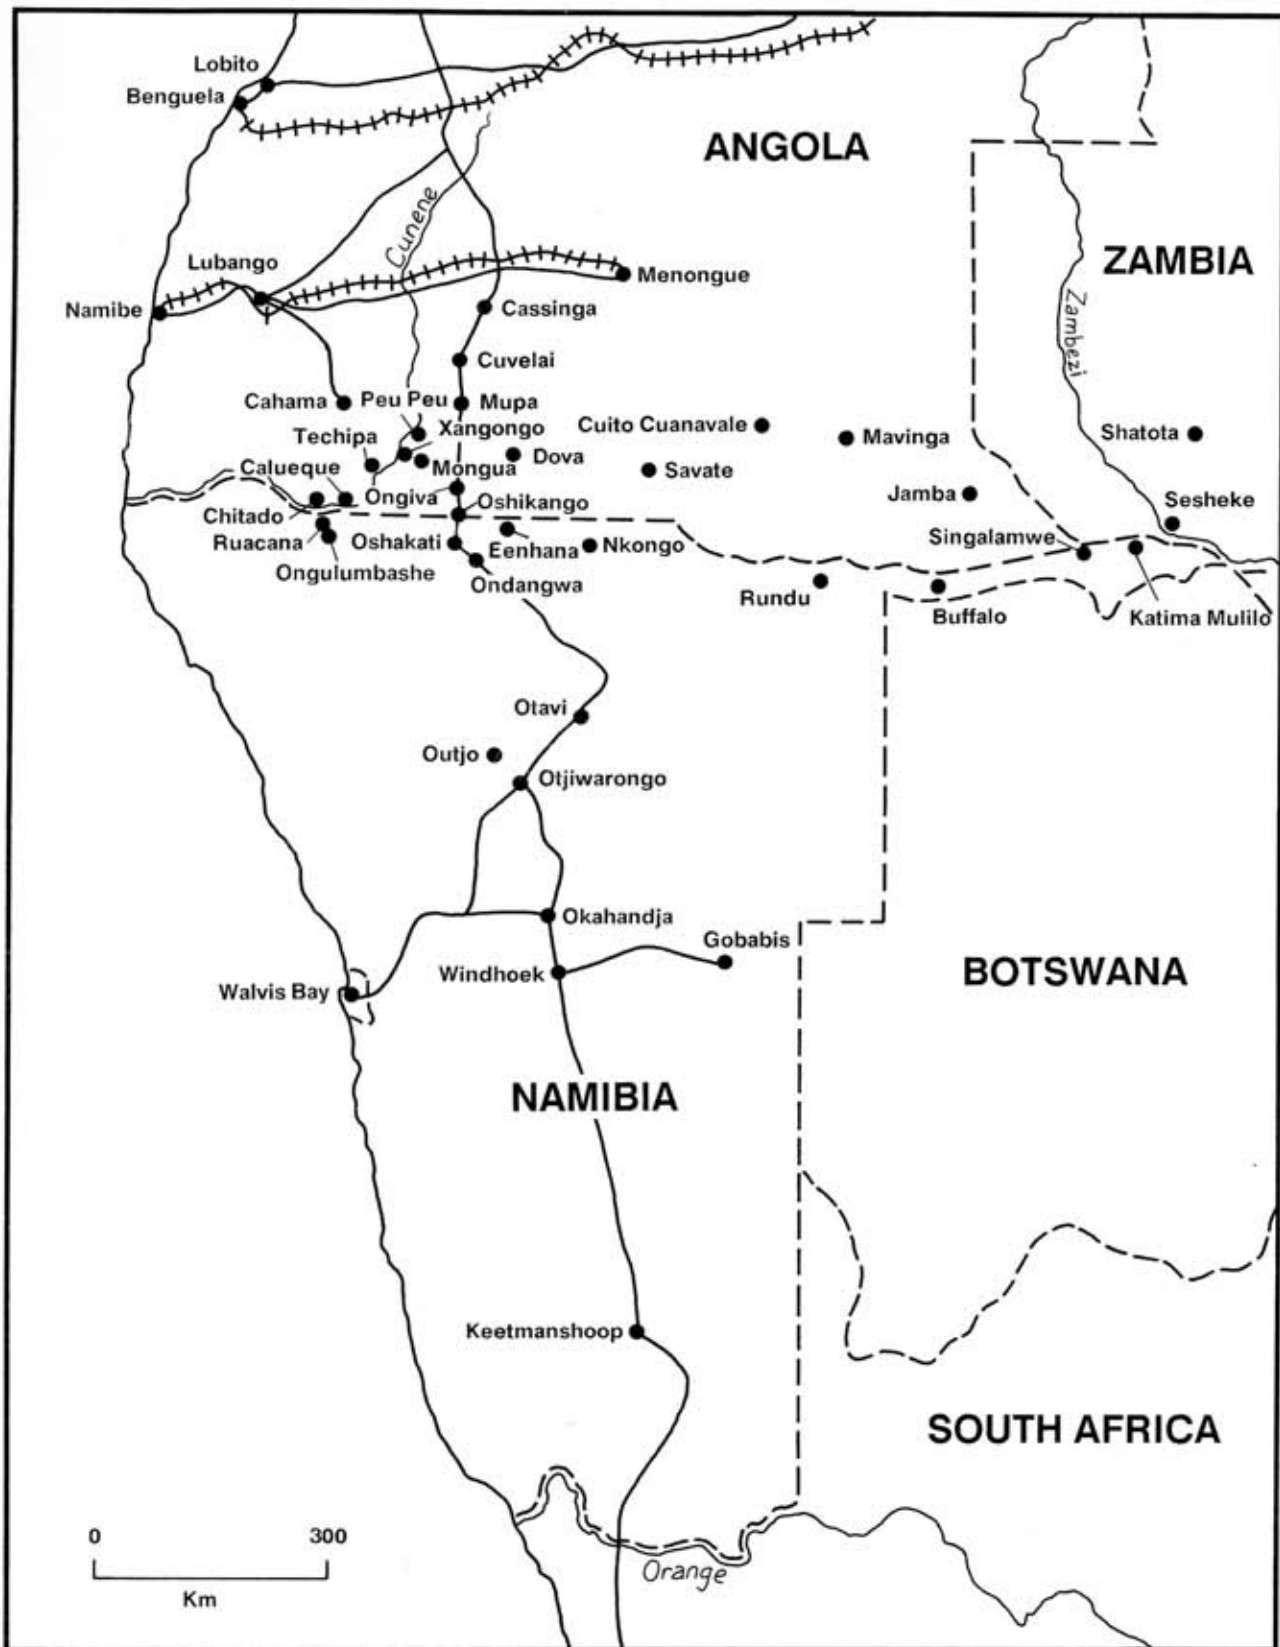 Lobito
Benguela
ANGOLA
Cunene
ZAMBIA
Lubango
Menongue
Namibe
Cassinga
Zambezi
Cuvelai
Cahama
Peu Peu
Mupa
Techipa
Xangongo
Cuito Cuanavale
Mavinga
Shatota
Calueque
Mongua
Dova
Savate
Chitado
Ongiva
Oshikango
Jamba
Sesheke
Ruacana
Oshakati
Eenhana
Nkongo
Singalamwe
Ongulumbashe
Ondangwa
Rundu
Buffalo
Katima Mulilo
Otavi
Outjo
Otjiwarongo
Okahandja
Gobabis
Windhoek
BOTSWANA
Walvis Bay
NAMIBIA
Keetmanshoop
SOUTH AFRICA
0 300
Km
Orange